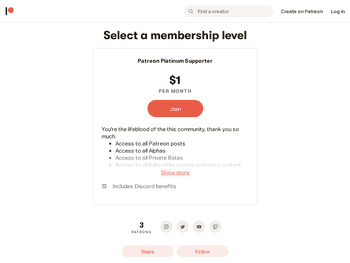 Find a creator
Create on Patreon
Log in
Select a membership level
Patreon Platinum Supporter
$1
PER MONTH
Join
You're the lifeblood of the this community, thank you so
much.
Access to all Patreon posts
Access to all Alphas
Access to all Private Betas
Show more
Includes Discord benefits
3
PATRONS
Share
Follow